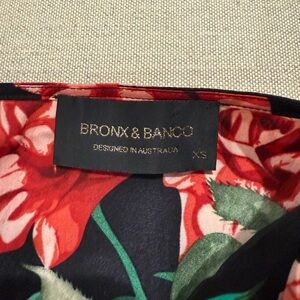 BRONX & BANCO
DESIGNED IN AUSTRALIA
XS